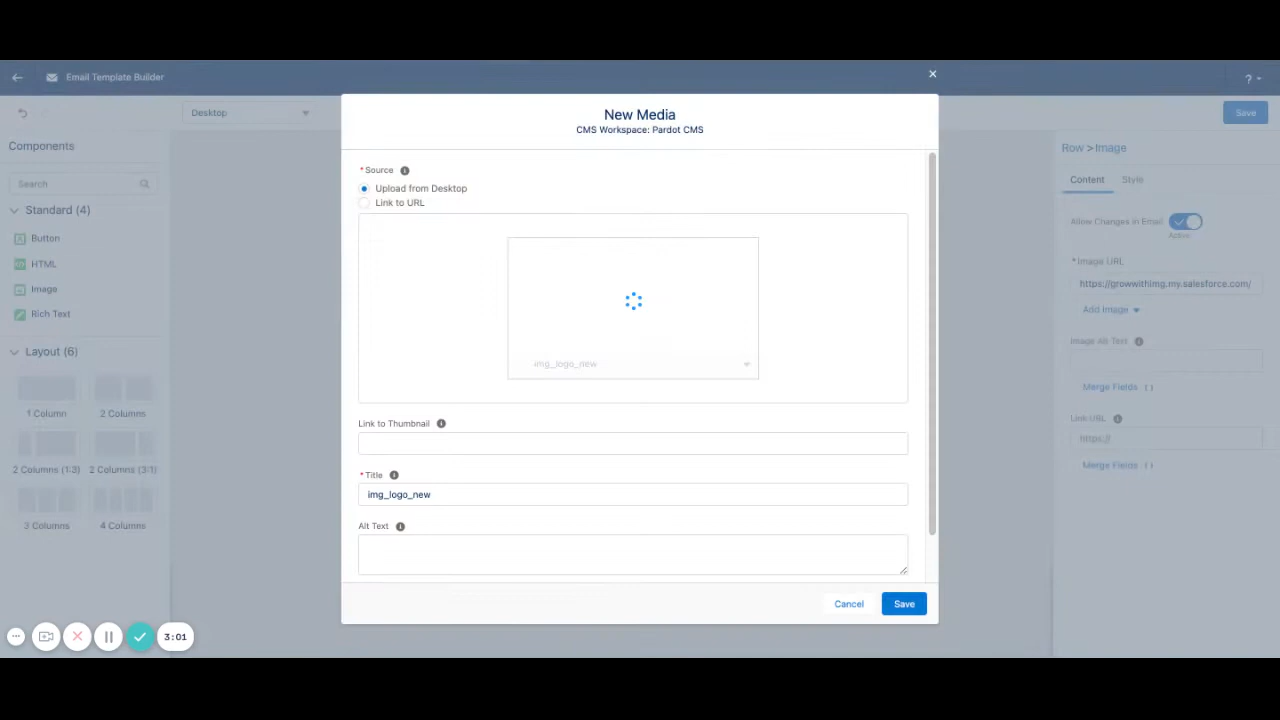 Email Template Builder
?
Desktop
Save
Components
Search
Standard (4)
Button
HTML
Image
Rich Text
Layout (6)
1 Column
2 Columns
2 Columns (1:3)
2 Columns (3:1)
3 Columns
4 Columns
New Media
CMS Workspace: Pardot CMS
* Source
Upload from Desktop
Link to URL
img_logo_new
Link to Thumbnail
* Title
img_logo_new
Alt Text
Cancel
Save
Row > Image
Content
Style
Allow Changes in Email
Active
* Image URL
https://growwithimg.my.salesforce.com/
Add Image
Image Alt Text
Merge Fields { }
Link URL
https://
Merge Fields { }
3:01